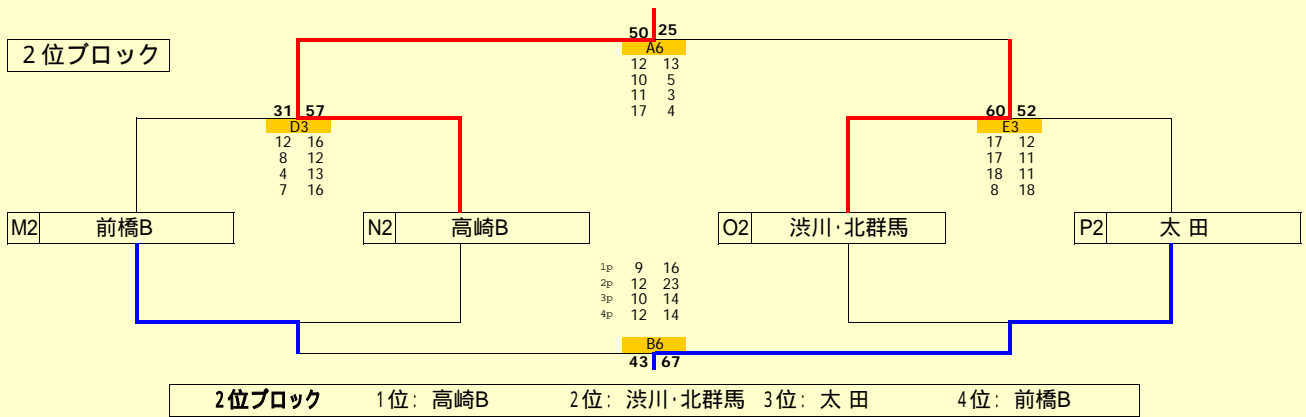 50 25
2位ブロック
A6
12 13
10 5
11 3
17 4
31 57
D3
12 16
8 12
4 13
7 16
60 52
E3
17 12
17 11
18 11
8 18
M2 前橋B
N2 高崎B
O2 渋川・北群馬
P2 太 田
1p 9 16
2p 12 23
3p 10 14
4p 12 14
B6
43 67
2位ブロック 1位: 高崎B 2位: 渋川・北群馬 3位: 太 田 4位: 前橋B